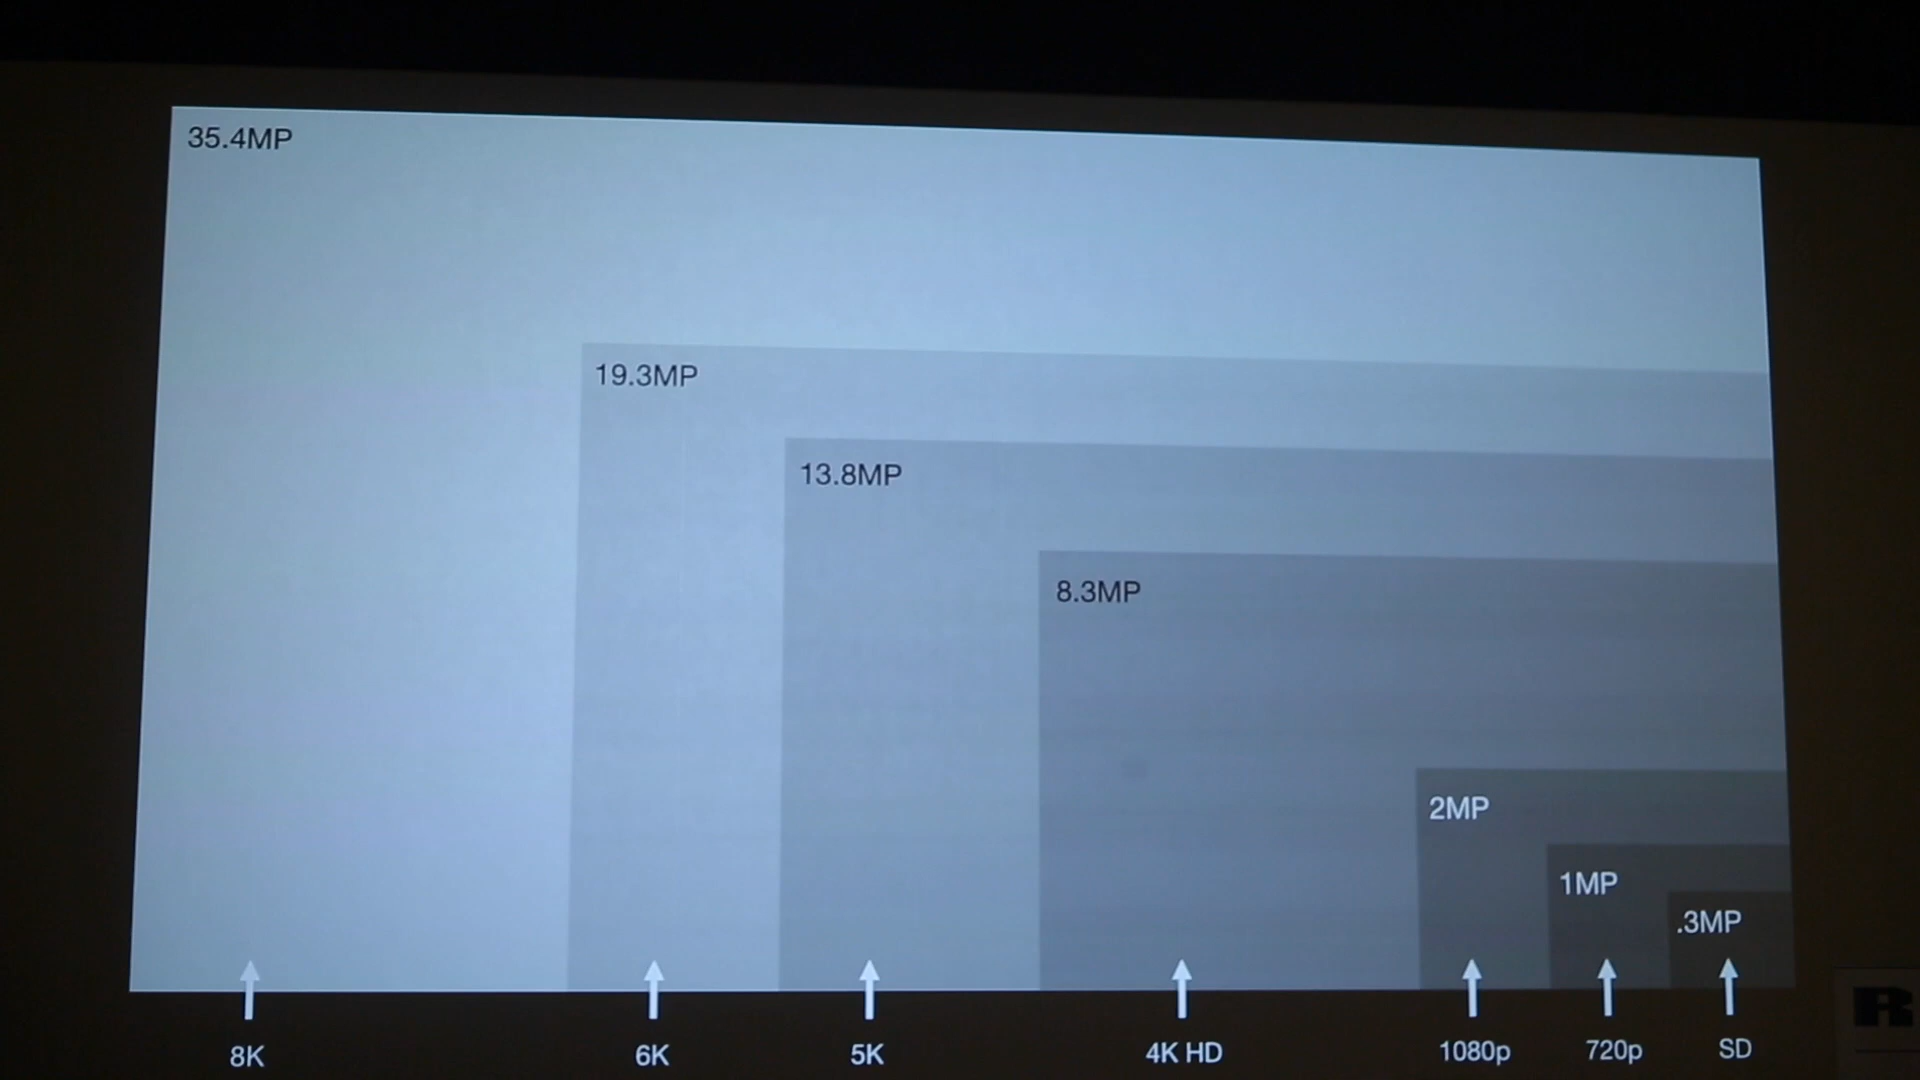 35.4MP
19.3MP
13.8MP
8.3MP
2MP
1MP
.3MP
8K
6K
5K
4K HD
1080p
720p
SD